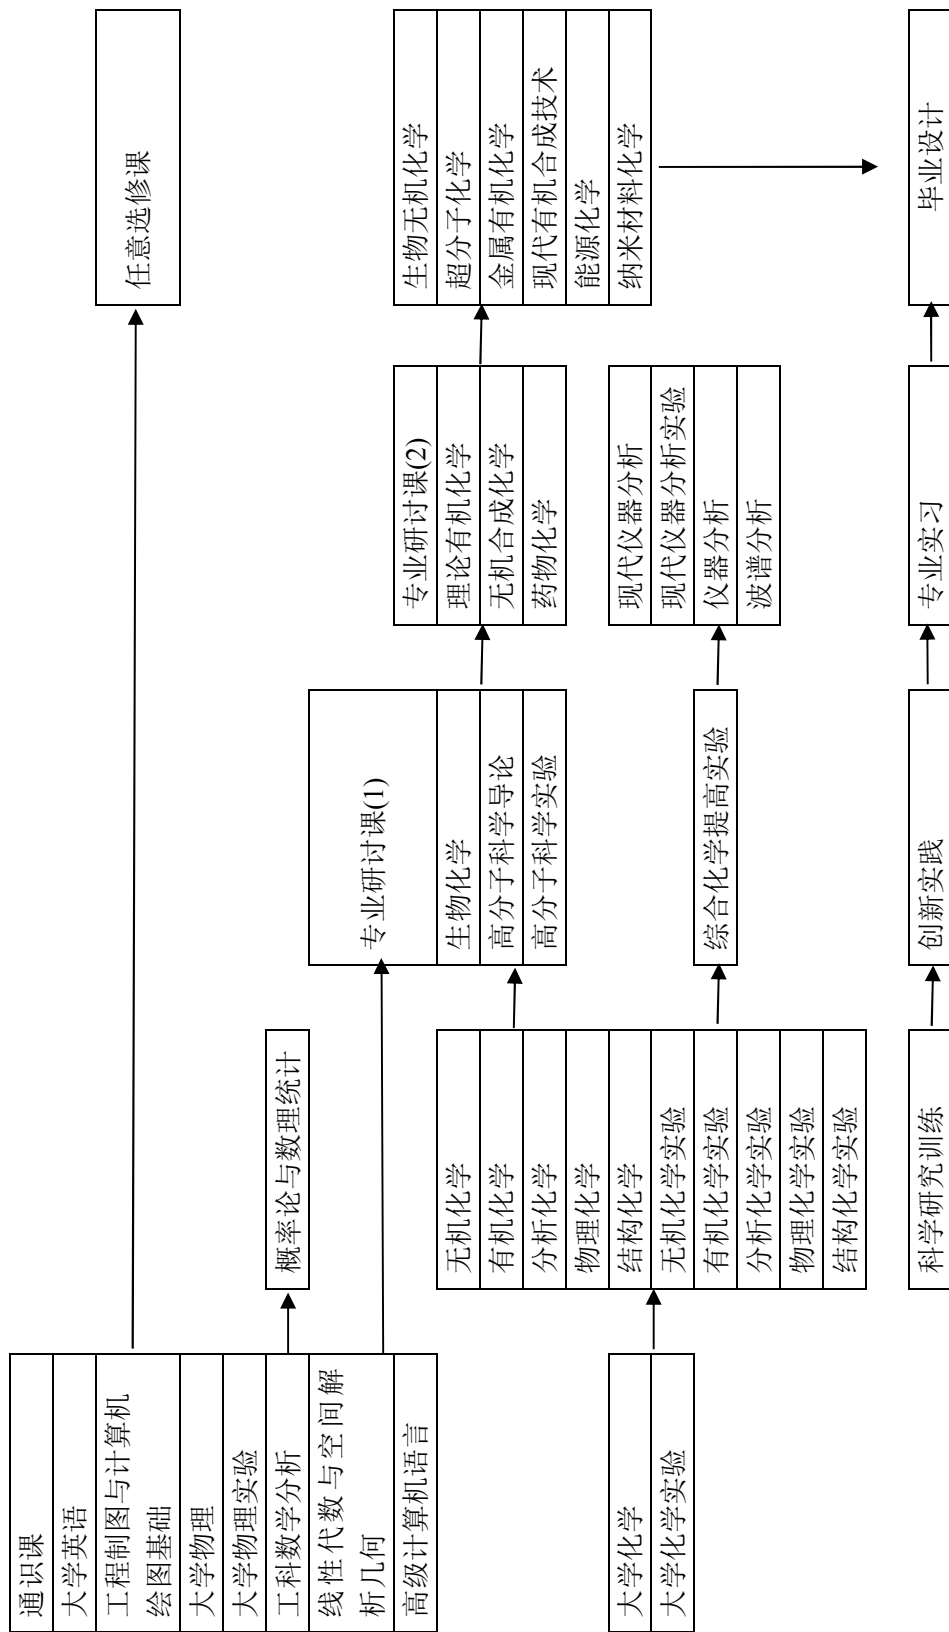 通识课
大学英语
工程制图与计算机
绘图基础
大学物理
大学物理实验
工科数学分析
线性代数与空间解
析几何
高级计算机语言
大学化学
大学化学实验
概率论与数理统计
无机化学
有机化学
分析化学
物理化学
结构化学
无机化学实验
有机化学实验
分析化学实验
物理化学实验
结构化学实验
科学研究训练
专业研讨课(1)
生物化学
高分子科学导论
高分子科学实验
综合化学提高实验
创新实践
专业研讨课(2)
理论有机化学
无机合成化学
药物化学
现代仪器分析
现代仪器分析实验
仪器分析
波谱分析
专业实习
任意选修课
生物无机化学
超分子化学
金属有机化学
现代有机合成技术
能源化学
纳米材料化学
毕业设计